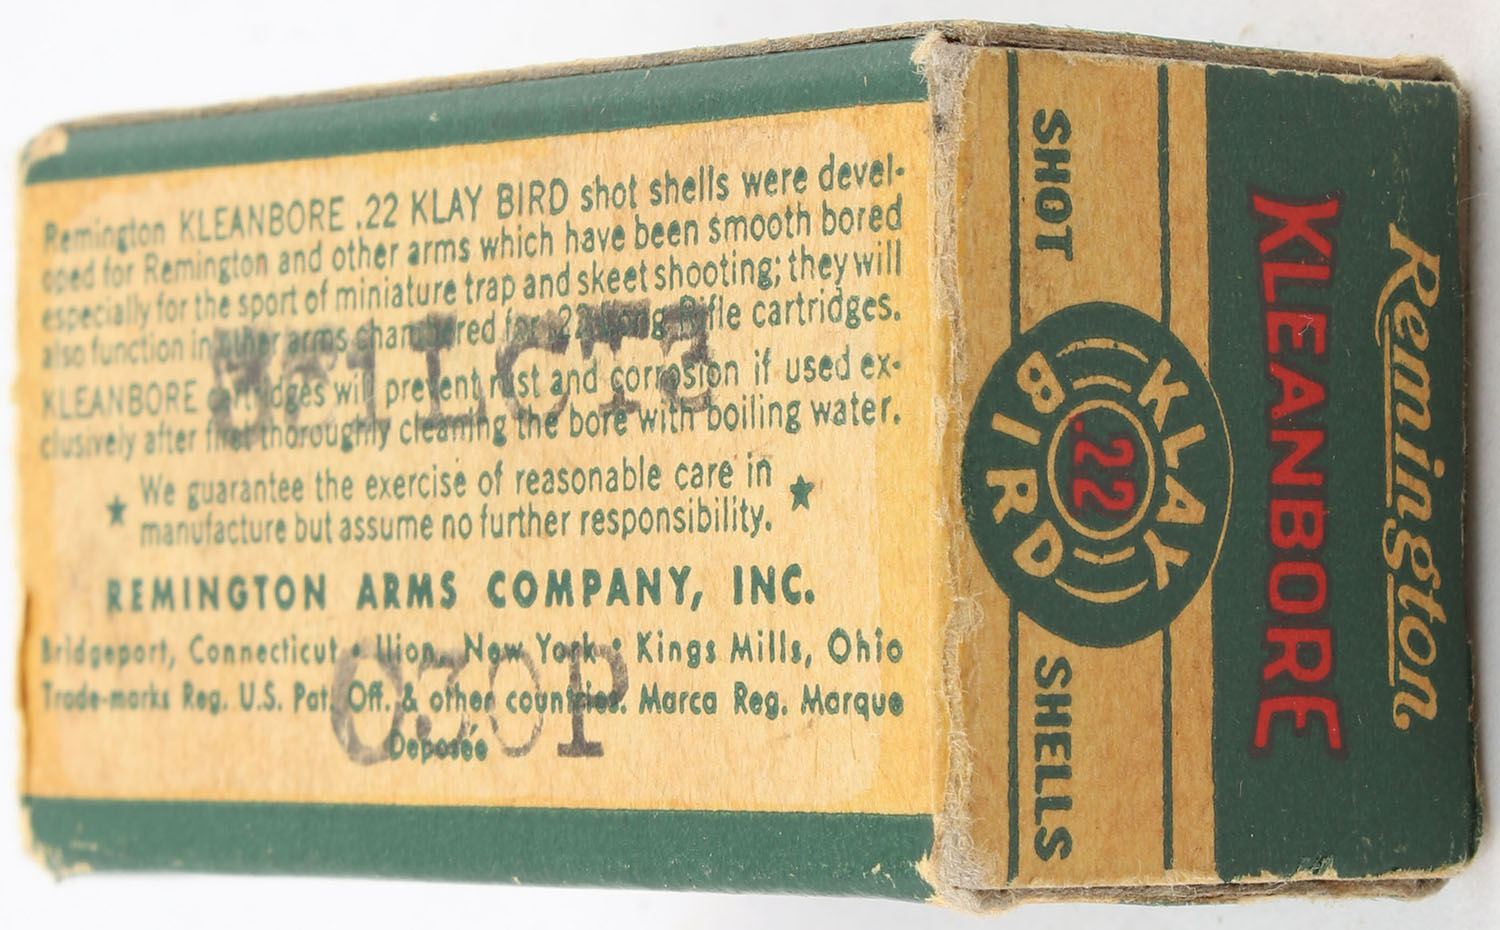 Remington KLEANBORE .22 KLAY BIRD shot shells were devel-
oped for Remington and other arms which have been smooth bored
especially for the sport of miniature trap and skeet shooting; they will
also function in other arms chambered for .22 Long Rifle cartridges.
KLEANBORE cartridges will prevent rust and corrosion if used ex-
clusively after first thoroughly cleaning the bore with boiling water.
★ We guarantee the exercise of reasonable care in ★
manufacture but assume no further responsibility.
REMINGTON ARMS COMPANY, INC.
Bridgeport, Connecticut • Ilion, New York • Kings Mills, Ohio
Trade-marks Reg. U.S. Pat. Off. & other countries. Marca Reg. Marque
Deposée
Remington
KLEANBORE
KLAY
.22
BIRD
SHOT SHELLS